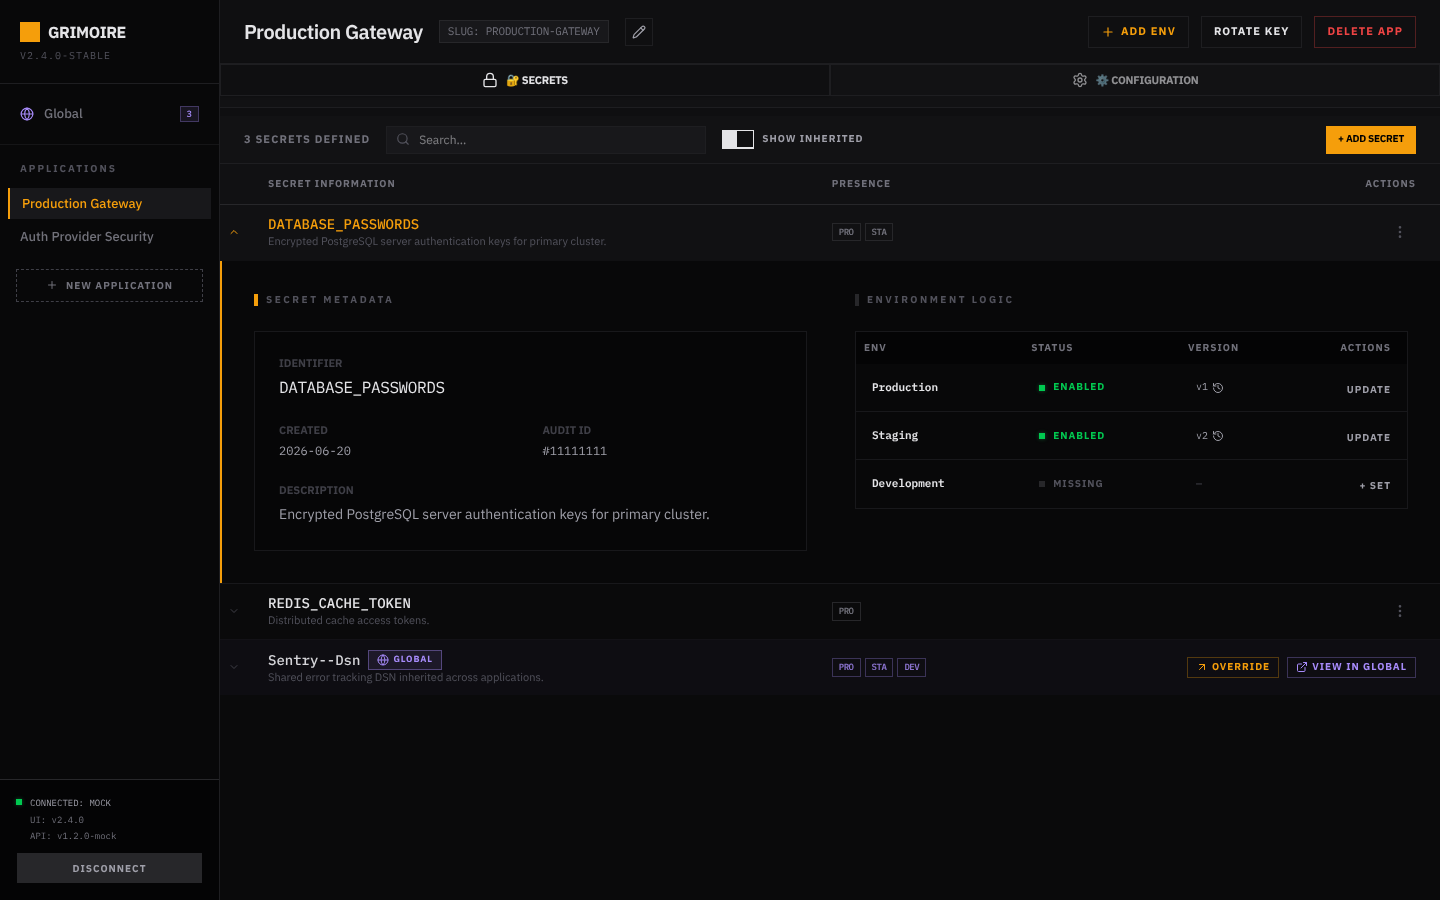 GRIMOIRE
V2.4.0-STABLE
Global
3
APPLICATIONS
Production Gateway
Auth Provider Security
NEW APPLICATION
CONNECTED: MOCK
UI: v2.4.0
API: v1.2.0-mock
DISCONNECT
Production Gateway
SLUG: PRODUCTION-GATEWAY
ADD ENV
ROTATE KEY
DELETE APP
🔐 SECRETS
⚙️ CONFIGURATION
3 SECRETS DEFINED
Search...
SHOW INHERITED
+ ADD SECRET
SECRET INFORMATION
PRESENCE
ACTIONS
DATABASE_PASSWORDS
Encrypted PostgreSQL server authentication keys for primary cluster.
PRO STA
SECRET METADATA
IDENTIFIER
DATABASE_PASSWORDS
CREATED
2026-06-20
AUDIT ID
#11111111
DESCRIPTION
Encrypted PostgreSQL server authentication keys for primary cluster.
ENVIRONMENT LOGIC
ENV STATUS VERSION ACTIONS
Production ENABLED v1 UPDATE
Staging ENABLED v2 UPDATE
Development MISSING — + SET
REDIS_CACHE_TOKEN
Distributed cache access tokens.
PRO
Sentry--Dsn GLOBAL
Shared error tracking DSN inherited across applications.
PRO STA DEV
OVERRIDE
VIEW IN GLOBAL